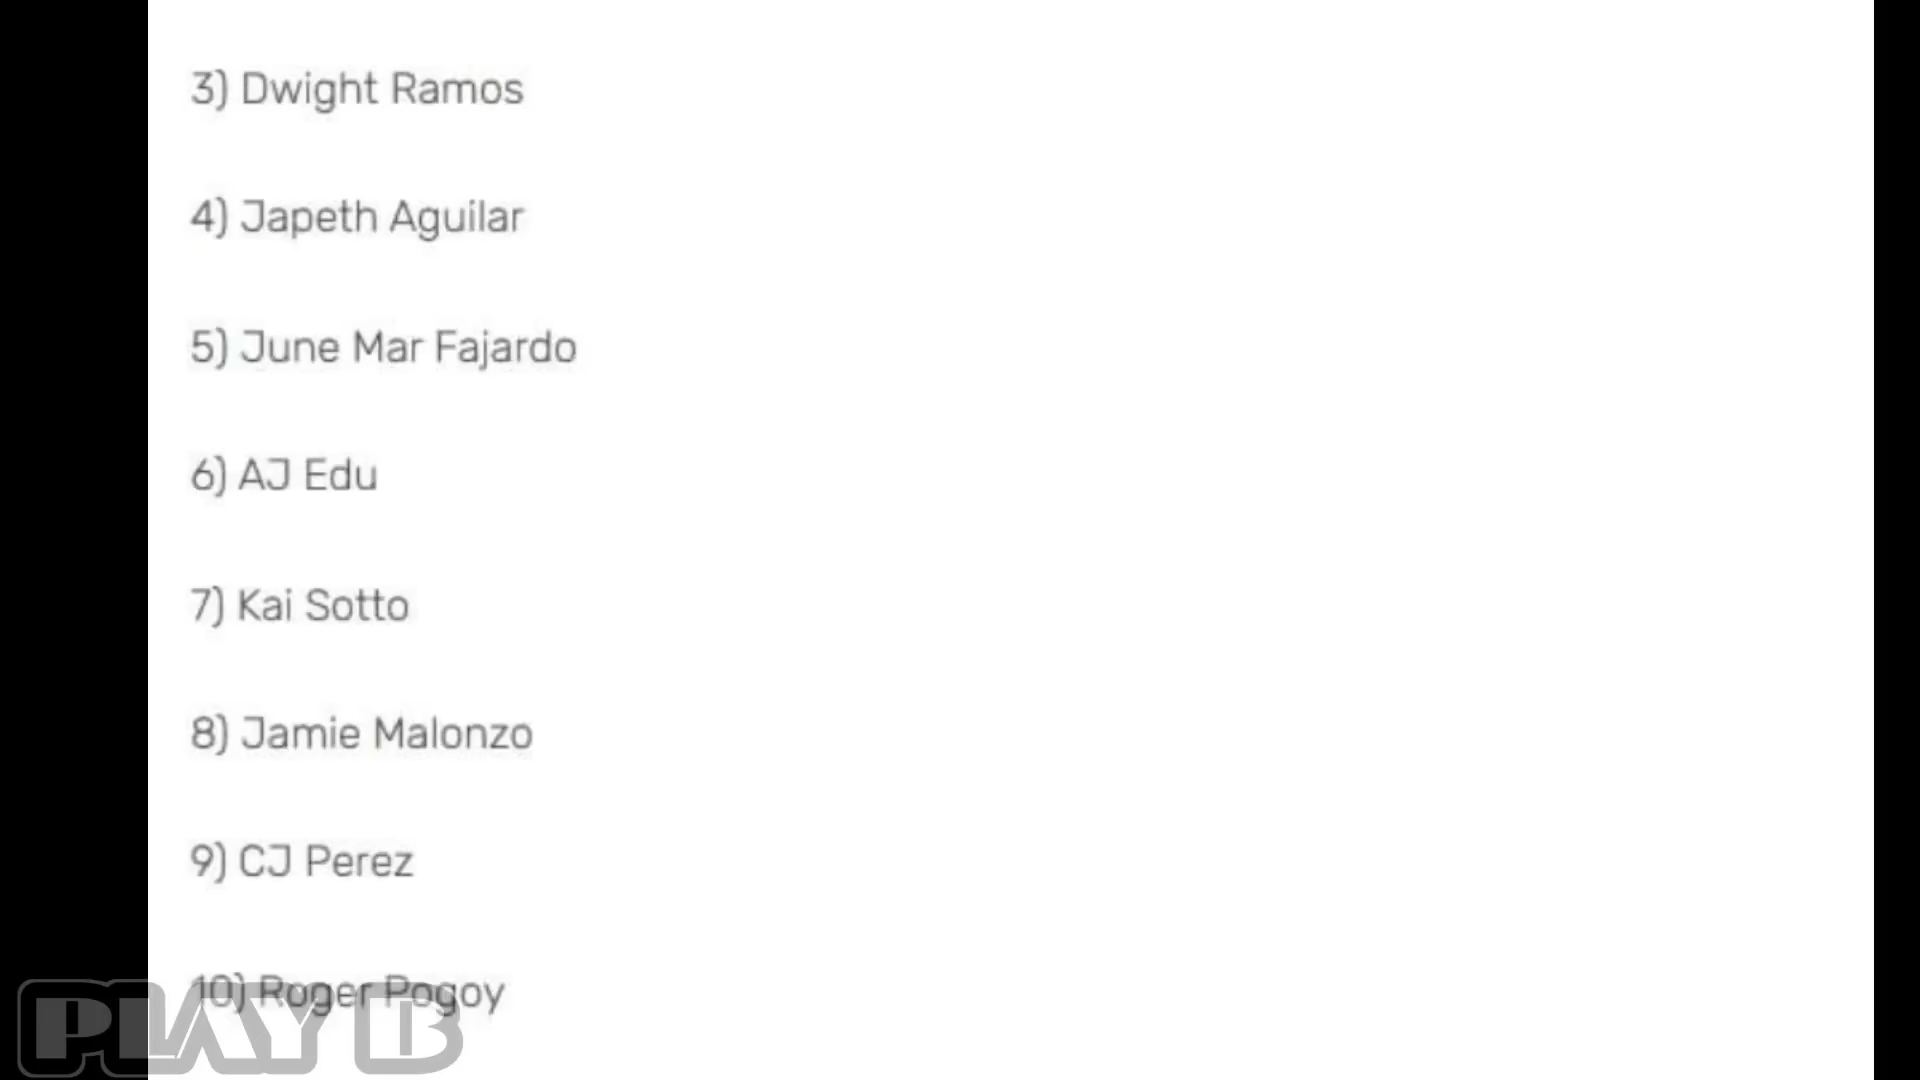 3) Dwight Ramos
4) Japeth Aguilar
5) June Mar Fajardo
6) AJ Edu
7) Kai Sotto
8) Jamie Malonzo
9) CJ Perez
10) Roger Pogoy
PLAY B